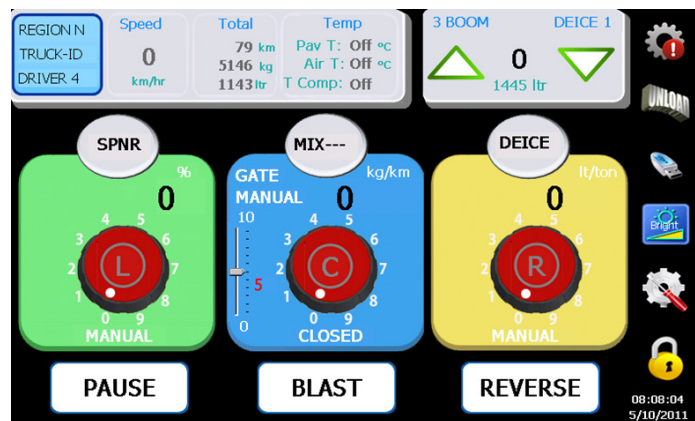 REGION N
TRUCK-ID
DRIVER 4
Speed
0
km/hr
Total
79 km
5146 kg
1143 ltr
Temp
Pav T: Off ºC
Air T: Off ºC
T Comp: Off
3 BOOM DEICE 1
0
1445 ltr
UNLOAD
SPNR
%
0
0 1 2 3 4 5 6 7 8 9
L
MANUAL
MIX---
GATE
MANUAL
kg/km
0
10
5
0
0 1 2 3 4 5 6 7 8 9
C
CLOSED
DEICE
lt/ton
0
0 1 2 3 4 5 6 7 8 9
R
MANUAL
Bright
PAUSE
BLAST
REVERSE
08:08:04
5/10/2011